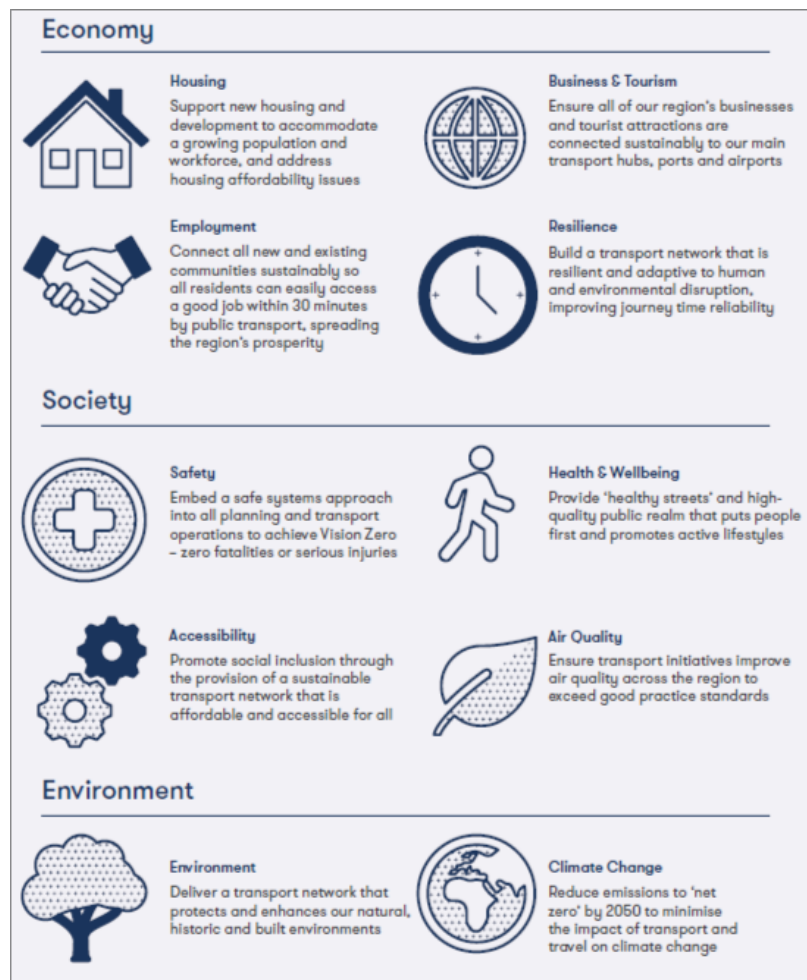 Economy
Housing
Support new housing and
development to accommodate
a growing population and
workforce, and address
housing affordability issues
Business & Tourism
Ensure all of our region's businesses
and tourist attractions are
connected sustainably to our main
transport hubs, ports and airports
Employment
Connect all new and existing
communities sustainably so
all residents can easily access
a good job within 30 minutes
by public transport, spreading
the region's prosperity
Resilience
Build a transport network that is
resilient and adaptive to human
and environmental disruption,
improving journey time reliability
Society
Safety
Embed a safe systems approach
into all planning and transport
operations to achieve Vision Zero
– zero fatalities or serious injuries
Health & Wellbeing
Provide 'healthy streets' and high-
quality public realm that puts people
first and promotes active lifestyles
Accessibility
Promote social inclusion through
the provision of a sustainable
transport network that is
affordable and accessible for all
Air Quality
Ensure transport initiatives improve
air quality across the region to
exceed good practice standards
Environment
Environment
Deliver a transport network that
protects and enhances our natural,
historic and built environments
Climate Change
Reduce emissions to 'net
zero' by 2050 to minimise
the impact of transport and
travel on climate change